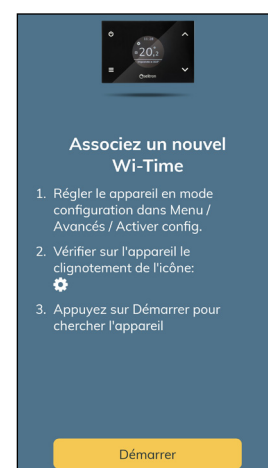 20.
Associez un nouvel
Wi-Time
1. Régler le appareil en mode
configuration dans Menu /
Avancés / Activer config.
2. Vérifier sur l'appareil le
clignotement de l'icône:
3. Appuyez sur Démarrer pour
chercher l'appareil
Démarrer